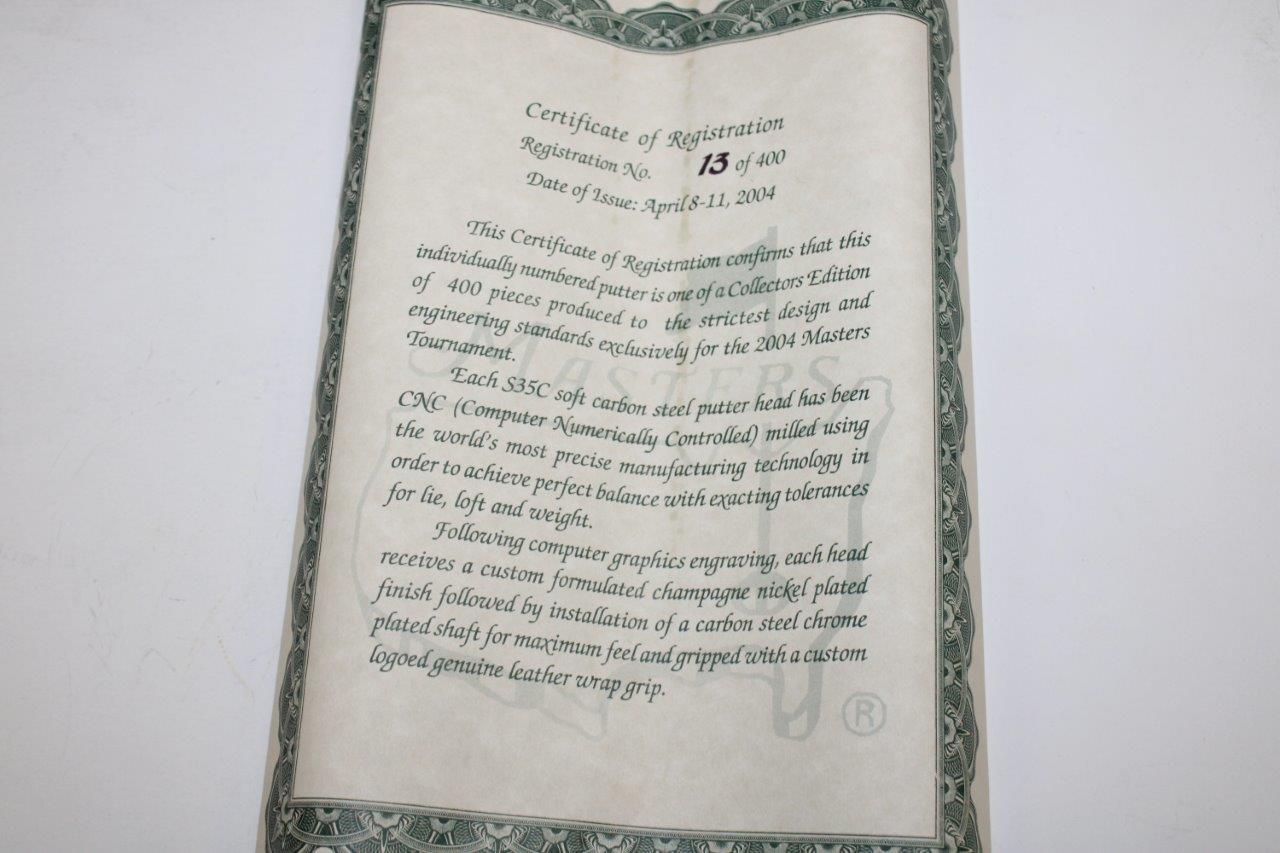 Certificate of Registration
Registration No. 13 of 400
Date of Issue: April 8-11, 2004
This Certificate of Registration confirms that this
individually numbered putter is one of a Collectors Edition
of 400 pieces produced to the strictest design and
engineering standards exclusively for the 2004 Masters
Tournament.
MASTERS
Each S35C soft carbon steel putter head has been
CNC (Computer Numerically Controlled) milled using
the world's most precise manufacturing technology in
order to achieve perfect balance with exacting tolerances
for lie, loft and weight.
Following computer graphics engraving, each head
receives a custom formulated champagne nickel plated
finish followed by installation of a carbon steel chrome
plated shaft for maximum feel and gripped with a custom
logoed genuine leather wrap grip.
®